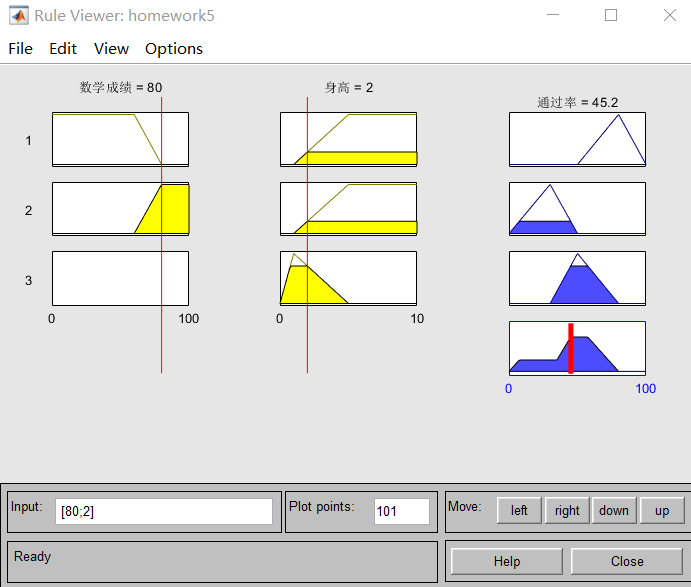 Rule Viewer: homework5
File Edit View Options
数学成绩 = 80
身高 = 2
通过率 = 45.2
1
2
3
0 100
0 10
0 100
Input: [80;2]
Plot points: 101
Move: left right down up
Ready
Help Close